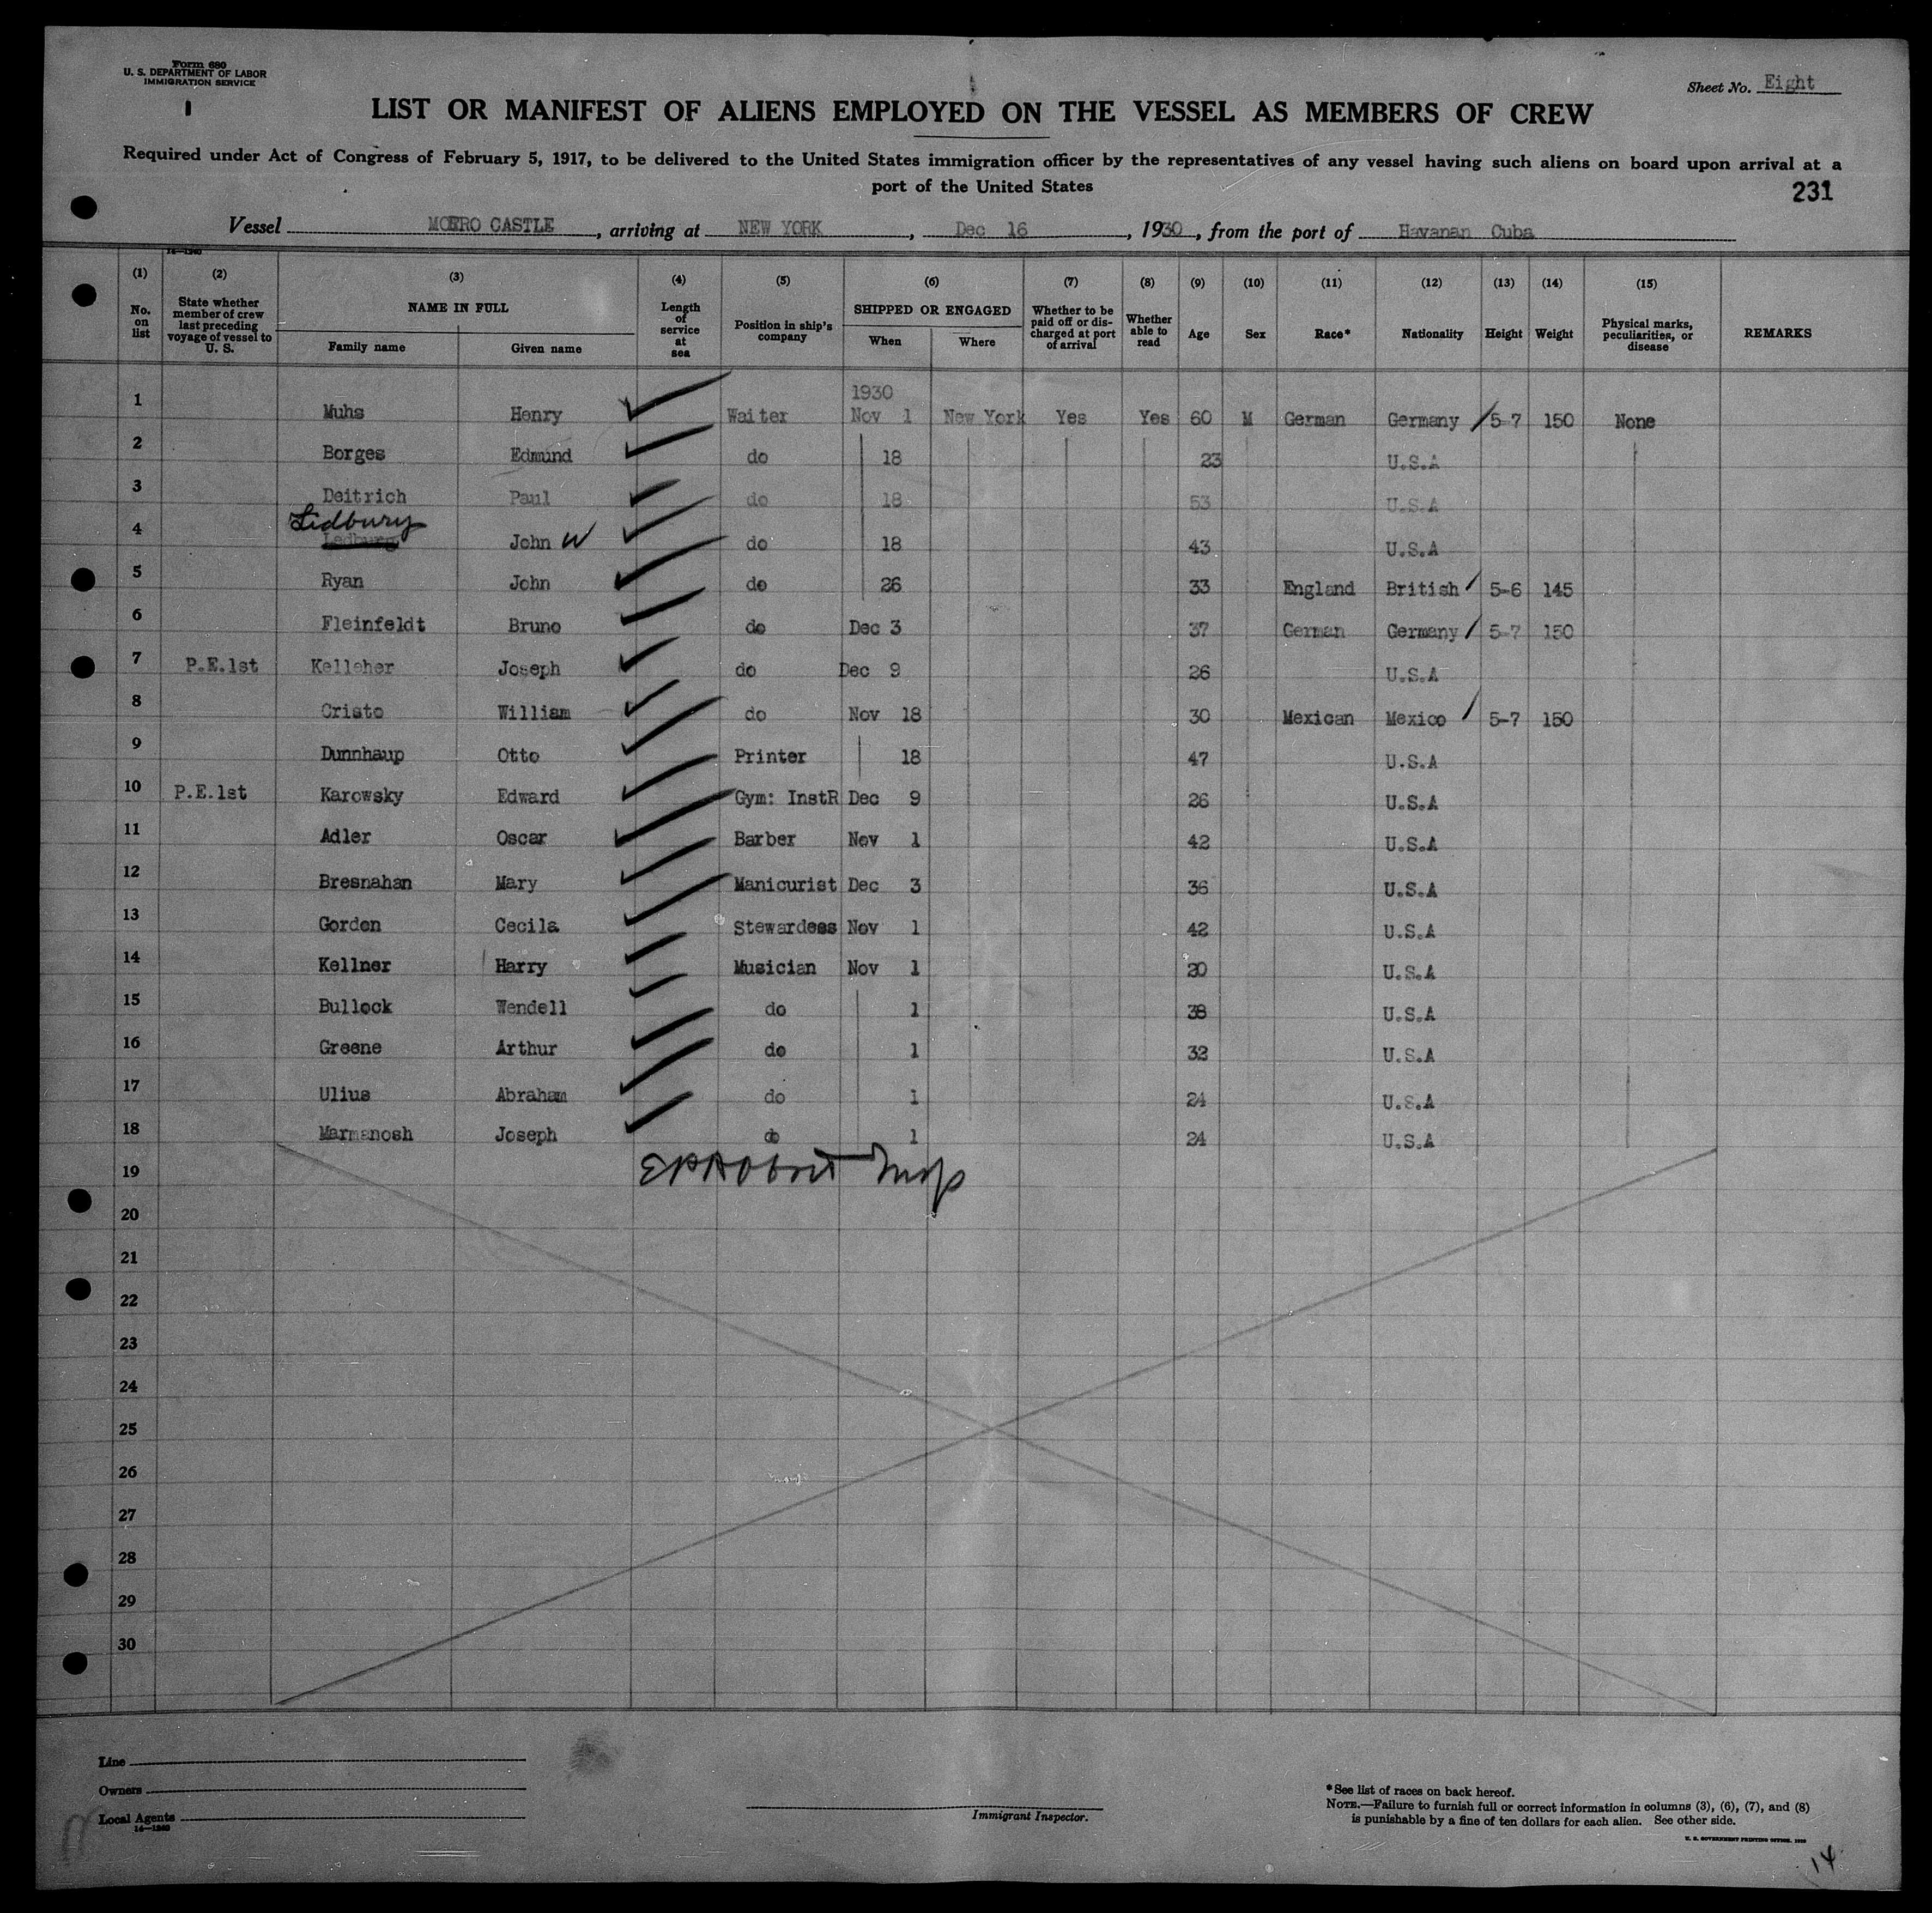 Form 680
U. S. DEPARTMENT OF LABOR
IMMIGRATION SERVICE
Sheet No. Eight
LIST OR MANIFEST OF ALIENS EMPLOYED ON THE VESSEL AS MEMBERS OF CREW
Required under Act of Congress of February 5, 1917, to be delivered to the United States immigration officer by the representatives of any vessel having such aliens on board upon arrival at a
port of the United States
231
Vessel MORRO CASTLE, arriving at NEW YORK, Dec 16, 1930, from the port of Havanan Cuba
14—1240
(1) (2) (3) (4) (5) (6) (7) (8) (9) (10) (11) (12) (13) (14) (15)
No. on list State whether member of crew last preceding voyage of vessel to U. S. NAME IN FULL Family name Given name Length of service at sea Position in ship's company SHIPPED OR ENGAGED When Where Whether to be paid off or discharged at port of arrival Whether able to read Age Sex Race* Nationality Height Weight Physical marks, peculiarities, or disease REMARKS
1930
1 Muhs Henry Waiter Nov 1 New York Yes Yes 60 M German Germany 5-7 150 None
2 Borges Edmund do 18 23 U.S.A
3 Deitrich Paul do 18 53 U.S.A
Lidbury
4 John W do 18 43 U.S.A
5 Ryan John do 26 33 England British 5-6 145
6 Fleinfeldt Bruno do Dec 3 37 German Germany 5-7 150
7 P.E.1st Kelleher Joseph do Dec 9 26 U.S.A
8 Cristo William do Nov 18 30 Mexican Mexico 5-7 150
9 Dunnhaup Otto Printer 18 47 U.S.A
10 P.E.1st Karowsky Edward Gym: InstR Dec 9 26 U.S.A
11 Adler Oscar Barber Nov 1 42 U.S.A
12 Bresnahan Mary Manicurist Dec 3 36 U.S.A
13 Gorden Cecila Stewardess Nov 1 42 U.S.A
14 Kellner Harry Musician Nov 1 20 U.S.A
15 Bullock Wendell do 1 38 U.S.A
16 Greene Arthur do 1 32 U.S.A
17 Ulius Abraham do 1 24 U.S.A
18 Marmanosh Joseph do 1 24 U.S.A
19
20
21
22
23
24
25
26
27
28
29
30
Line
Owners
Local Agents
14—1240
Immigrant Inspector.
*See list of races on back hereof.
NOTE.—Failure to furnish full or correct information in columns (3), (6), (7), and (8)
is punishable by a fine of ten dollars for each alien. See other side.
14